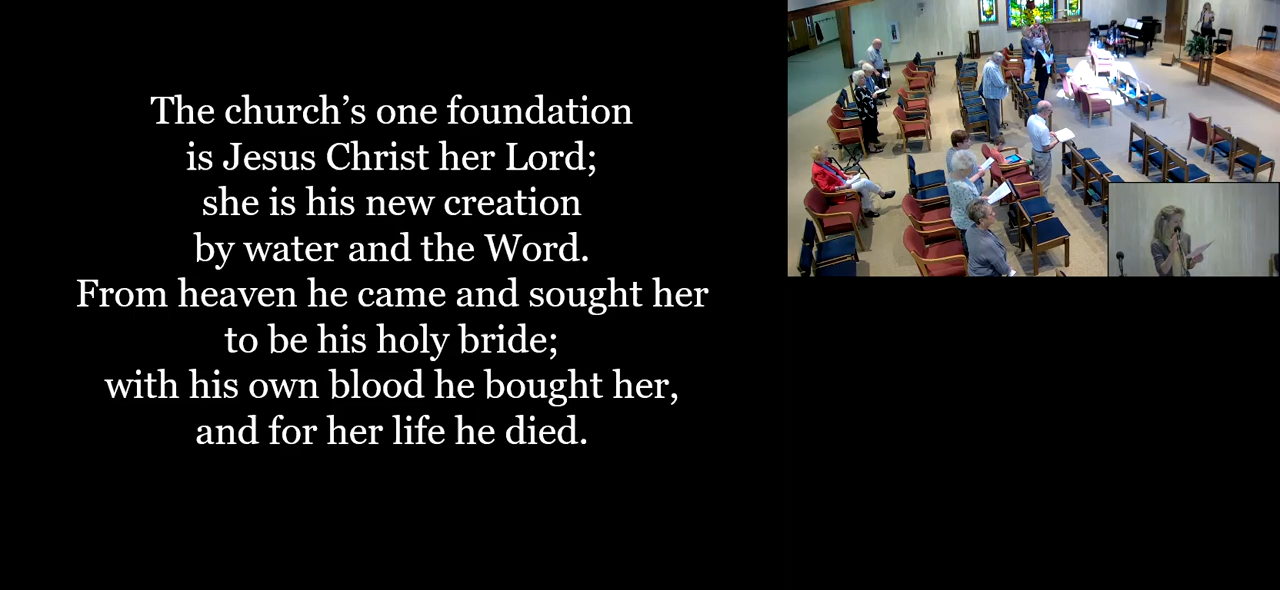 The church’s one foundation
is Jesus Christ her Lord;
she is his new creation
by water and the Word.
From heaven he came and sought her
to be his holy bride;
with his own blood he bought her,
and for her life he died.